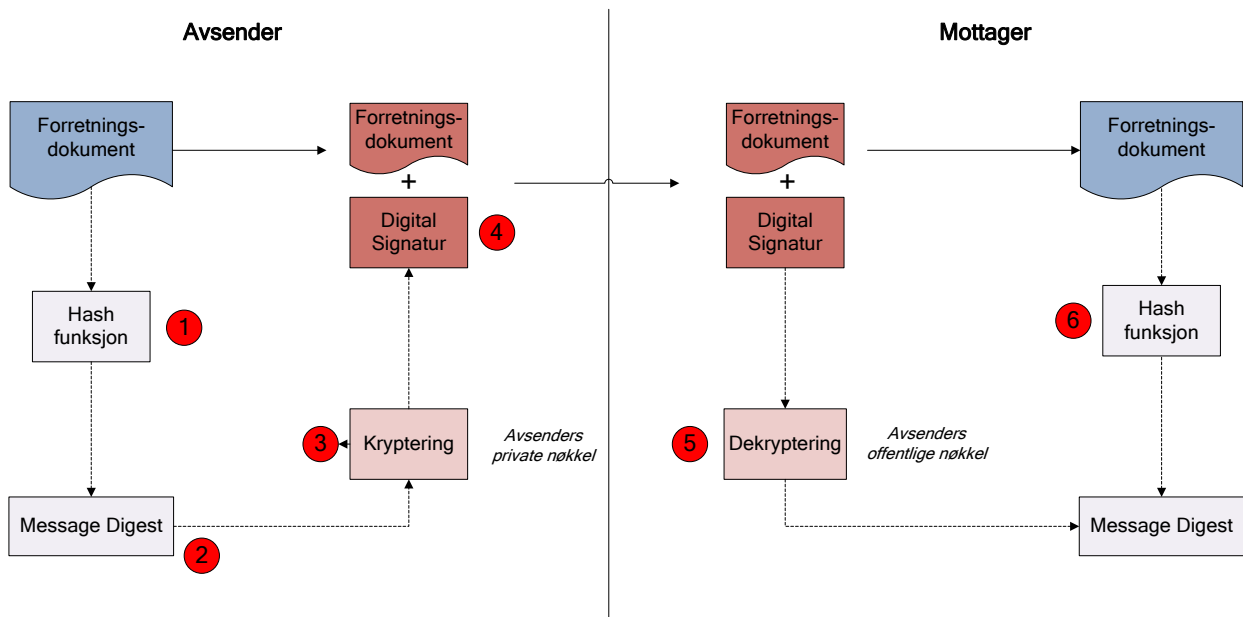 Avsender
Mottager
Forretnings-
dokument
Forretnings-
dokument
+
Digital
Signatur
4
Hash
funksjon
1
3
Kryptering
Avsenders
private nøkkel
Message Digest
2
Forretnings-
dokument
+
Digital
Signatur
Forretnings-
dokument
6
Hash
funksjon
5
Dekryptering
Avsenders
offentlige nøkkel
Message Digest